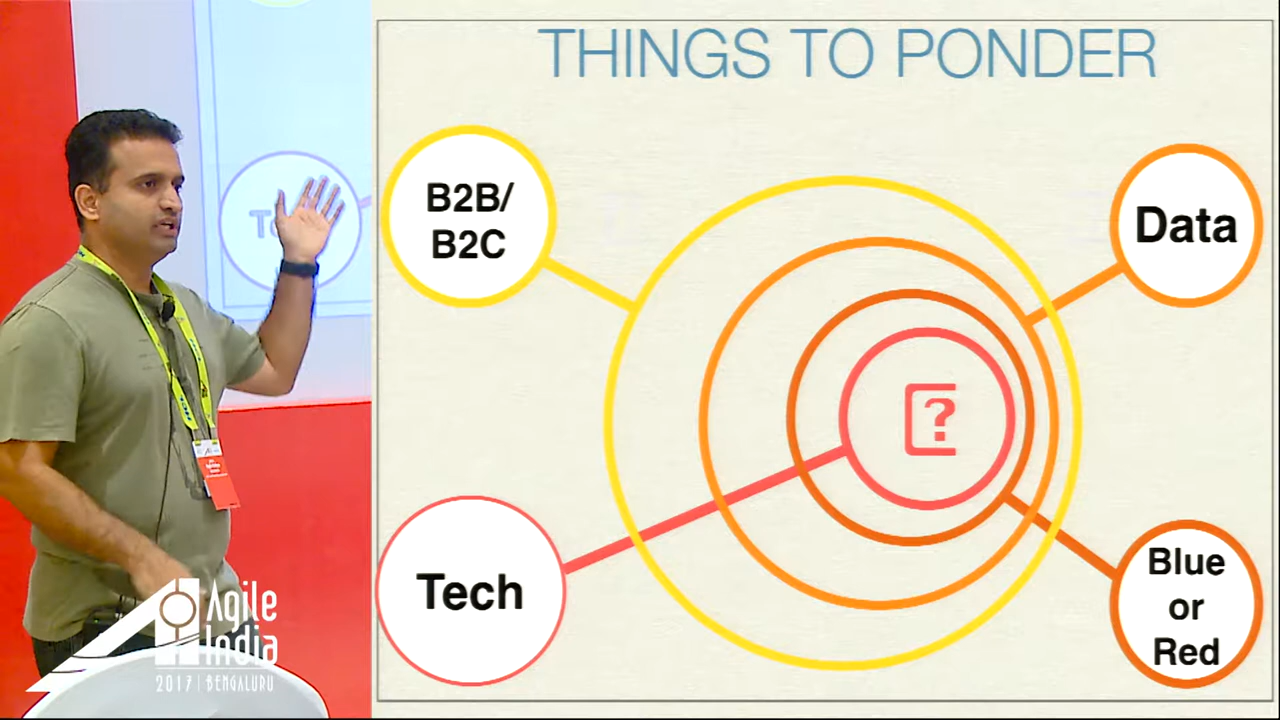 THINGS TO PONDER
B2B/
B2C
Data
?
Tech
Blue
or
Red
Agile
India
2017 | BENGALURU